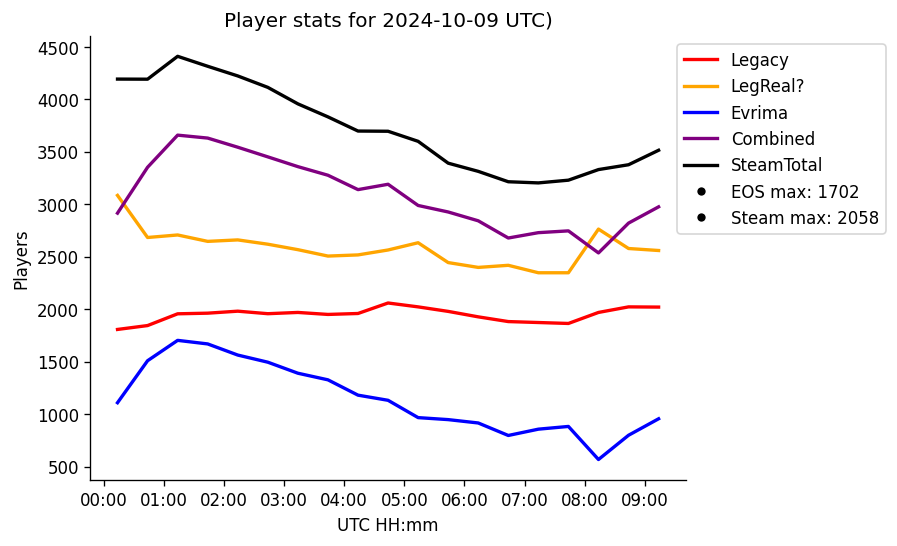 Player stats for 2024-10-09 UTC)
4500
4000
3500
3000
2500
2000
1500
1000
500
Players
00:00 01:00 02:00 03:00 04:00 05:00 06:00 07:00 08:00 09:00
UTC HH:mm
Legacy
LegReal?
Evrima
Combined
SteamTotal
EOS max: 1702
Steam max: 2058